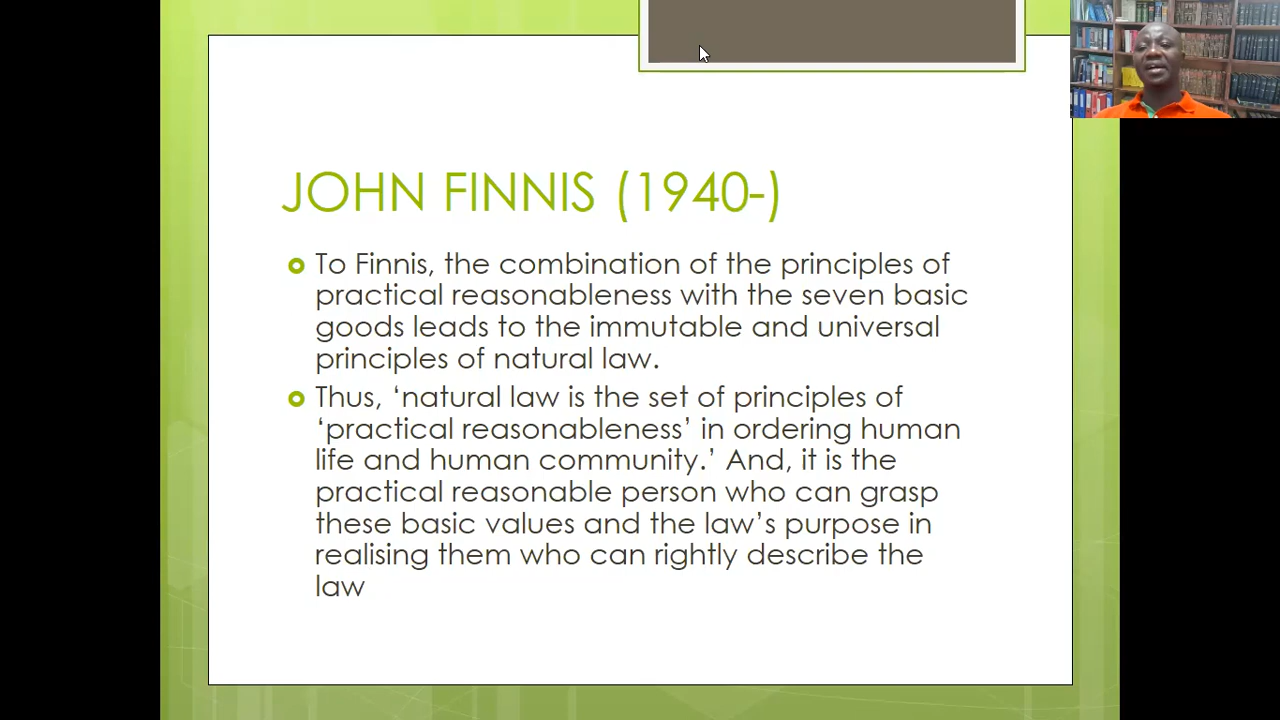 JOHN FINNIS (1940-)
To Finnis, the combination of the principles of
practical reasonableness with the seven basic
goods leads to the immutable and universal
principles of natural law.
Thus, ‘natural law is the set of principles of
‘practical reasonableness’ in ordering human
life and human community.’ And, it is the
practical reasonable person who can grasp
these basic values and the law’s purpose in
realising them who can rightly describe the
law